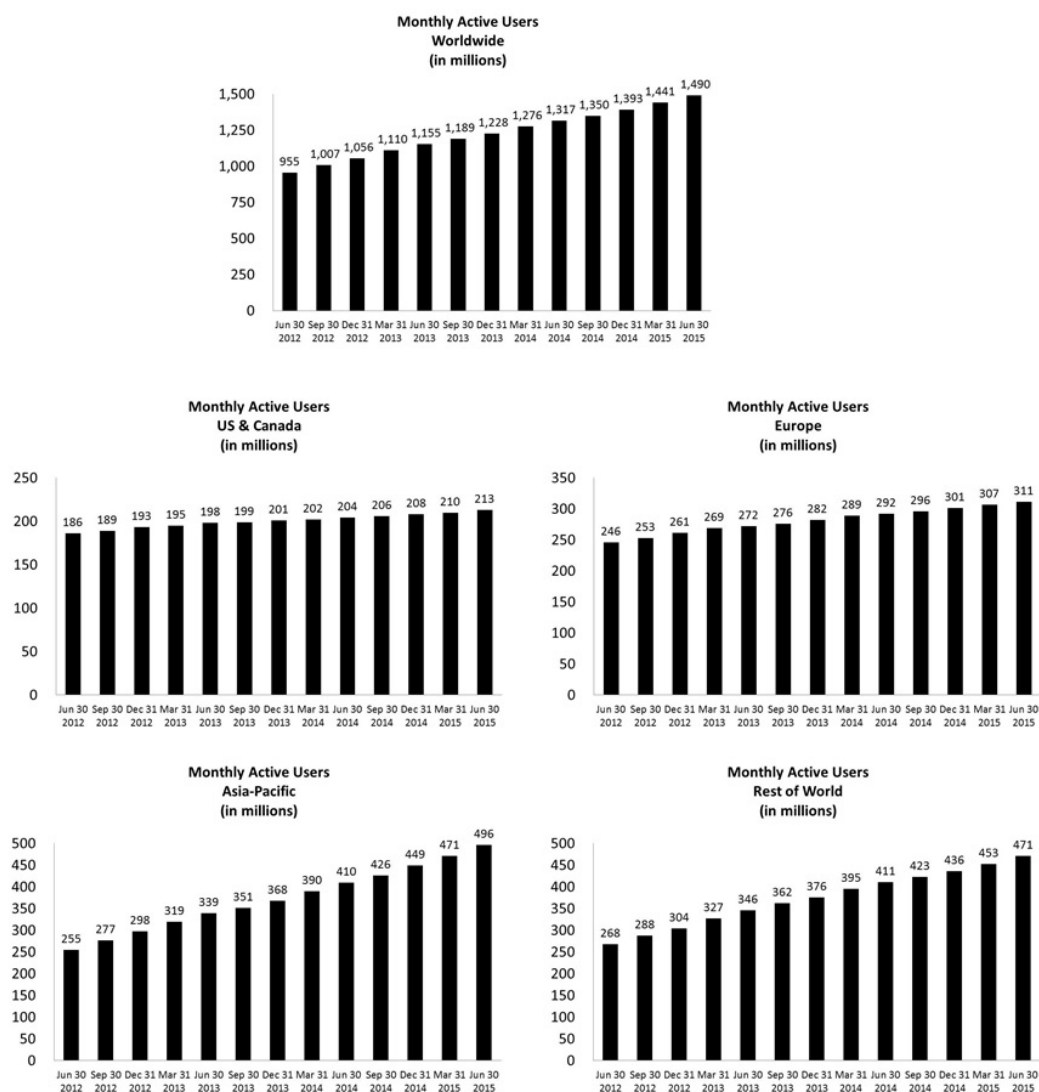 Monthly Active Users
Worldwide
(in millions)
1,500
1,250
1,000
750
500
250
0
955 1,007 1,056 1,110 1,155 1,189 1,228 1,276 1,317 1,350 1,393 1,441 1,490
Jun 30 Sep 30 Dec 31 Mar 31 Jun 30 Sep 30 Dec 31 Mar 31 Jun 30 Sep 30 Dec 31 Mar 31 Jun 30
2012 2012 2012 2013 2013 2013 2013 2014 2014 2014 2014 2015 2015
Monthly Active Users
US & Canada
(in millions)
250
200
150
100
50
0
186 189 193 195 198 199 201 202 204 206 208 210 213
Jun 30 Sep 30 Dec 31 Mar 31 Jun 30 Sep 30 Dec 31 Mar 31 Jun 30 Sep 30 Dec 31 Mar 31 Jun 30
2012 2012 2012 2013 2013 2013 2013 2014 2014 2014 2014 2015 2015
Monthly Active Users
Europe
(in millions)
350
300
250
200
150
100
50
0
246 253 261 269 272 276 282 289 292 296 301 307 311
Jun 30 Sep 30 Dec 31 Mar 31 Jun 30 Sep 30 Dec 31 Mar 31 Jun 30 Sep 30 Dec 31 Mar 31 Jun 30
2012 2012 2012 2013 2013 2013 2013 2014 2014 2014 2014 2015 2015
Monthly Active Users
Asia-Pacific
(in millions)
500
450
400
350
300
250
200
150
100
50
0
255 277 298 319 339 351 368 390 410 426 449 471 496
Jun 30 Sep 30 Dec 31 Mar 31 Jun 30 Sep 30 Dec 31 Mar 31 Jun 30 Sep 30 Dec 31 Mar 31 Jun 30
2012 2012 2012 2013 2013 2013 2013 2014 2014 2014 2014 2015 2015
Monthly Active Users
Rest of World
(in millions)
500
450
400
350
300
250
200
150
100
50
0
268 288 304 327 346 362 376 395 411 423 436 453 471
Jun 30 Sep 30 Dec 31 Mar 31 Jun 30 Sep 30 Dec 31 Mar 31 Jun 30 Sep 30 Dec 31 Mar 31 Jun 30
2012 2012 2012 2013 2013 2013 2013 2014 2014 2014 2014 2015 2015